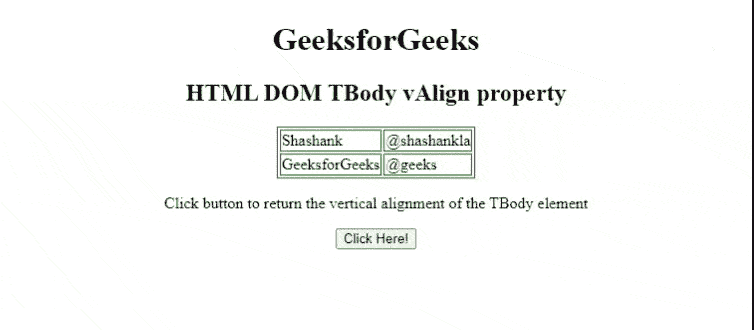 GeeksforGeeks
HTML DOM TBody vAlign property
Shashank @shashankla
GeeksforGeeks @geeks
Click button to return the vertical alignment of the TBody element
Click Here!